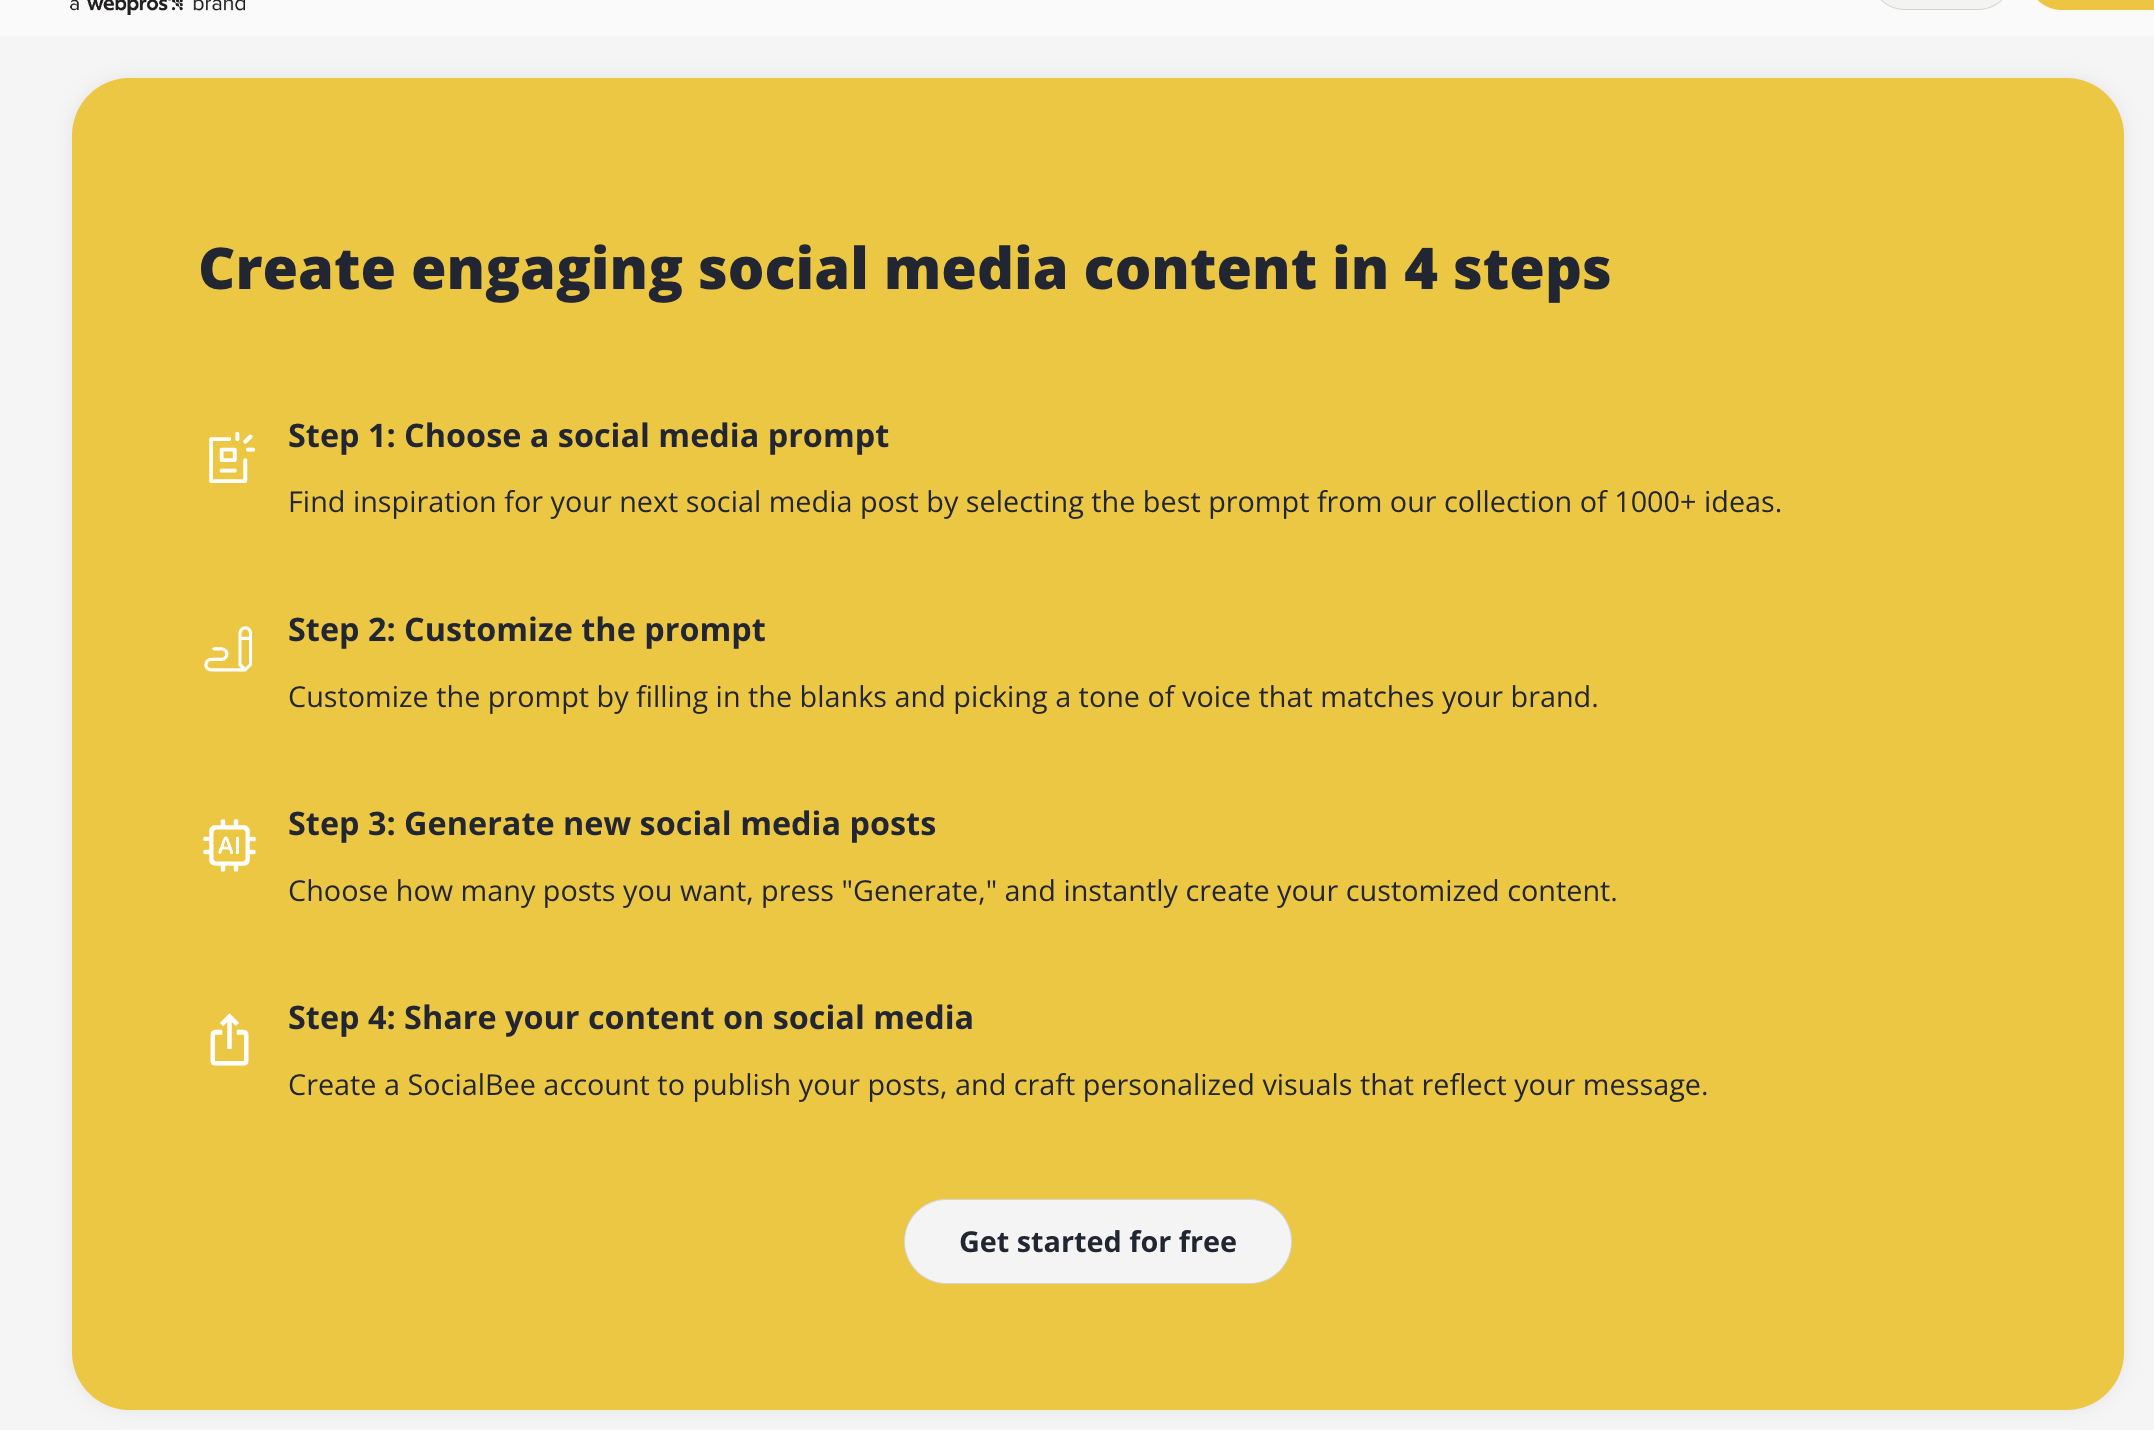 a webpros brand
Create engaging social media content in 4 steps
Step 1: Choose a social media prompt
Find inspiration for your next social media post by selecting the best prompt from our collection of 1000+ ideas.
Step 2: Customize the prompt
Customize the prompt by filling in the blanks and picking a tone of voice that matches your brand.
AI
Step 3: Generate new social media posts
Choose how many posts you want, press "Generate," and instantly create your customized content.
Step 4: Share your content on social media
Create a SocialBee account to publish your posts, and craft personalized visuals that reflect your message.
Get started for free